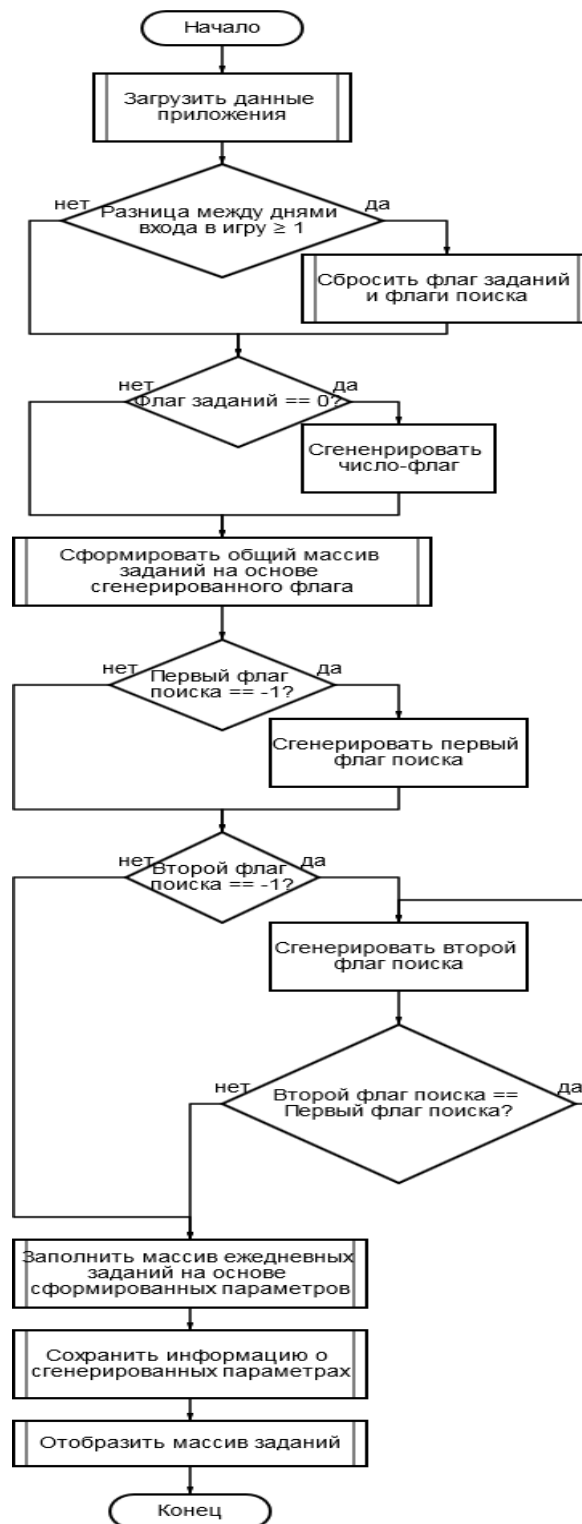 Начало
Загрузить данные
приложения
нет
да
Разница между днями
входа в игру ≥ 1
Сбросить флаг заданий
и флаги поиска
нет
да
Флаг заданий == 0?
Сгененрировать
число-флаг
Сформировать общий массив
заданий на основе
сгенерированного флага
нет
да
Первый флаг
поиска == -1?
Сгенерировать первый
флаг поиска
нет
да
Второй флаг
поиска == -1?
Сгенерировать второй
флаг поиска
нет
да
Второй флаг поиска ==
Первый флаг поиска?
Заполнить массив ежедневных
заданий на основе
сформированных параметров
Сохранить информацию о
сгенерированных параметрах
Отобразить массив заданий
Конец